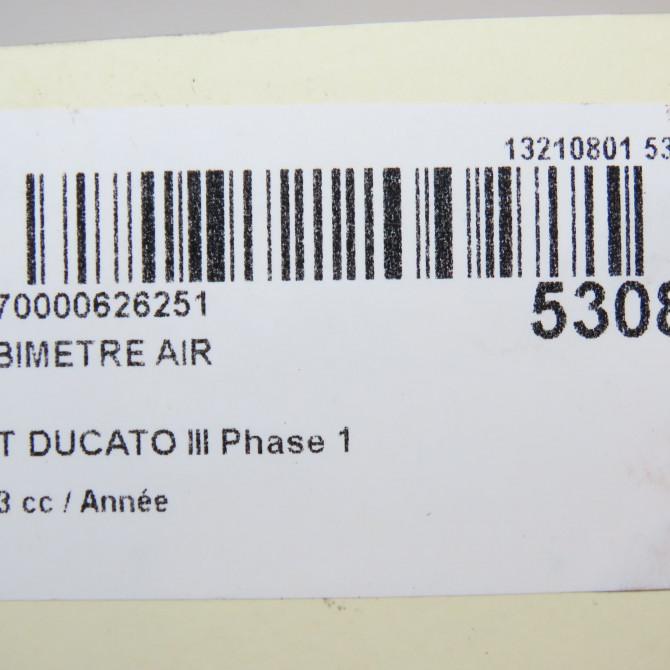 13210801 53
70000626251
5308
BIMETRE AIR
T DUCATO III Phase 1
3 cc / Année